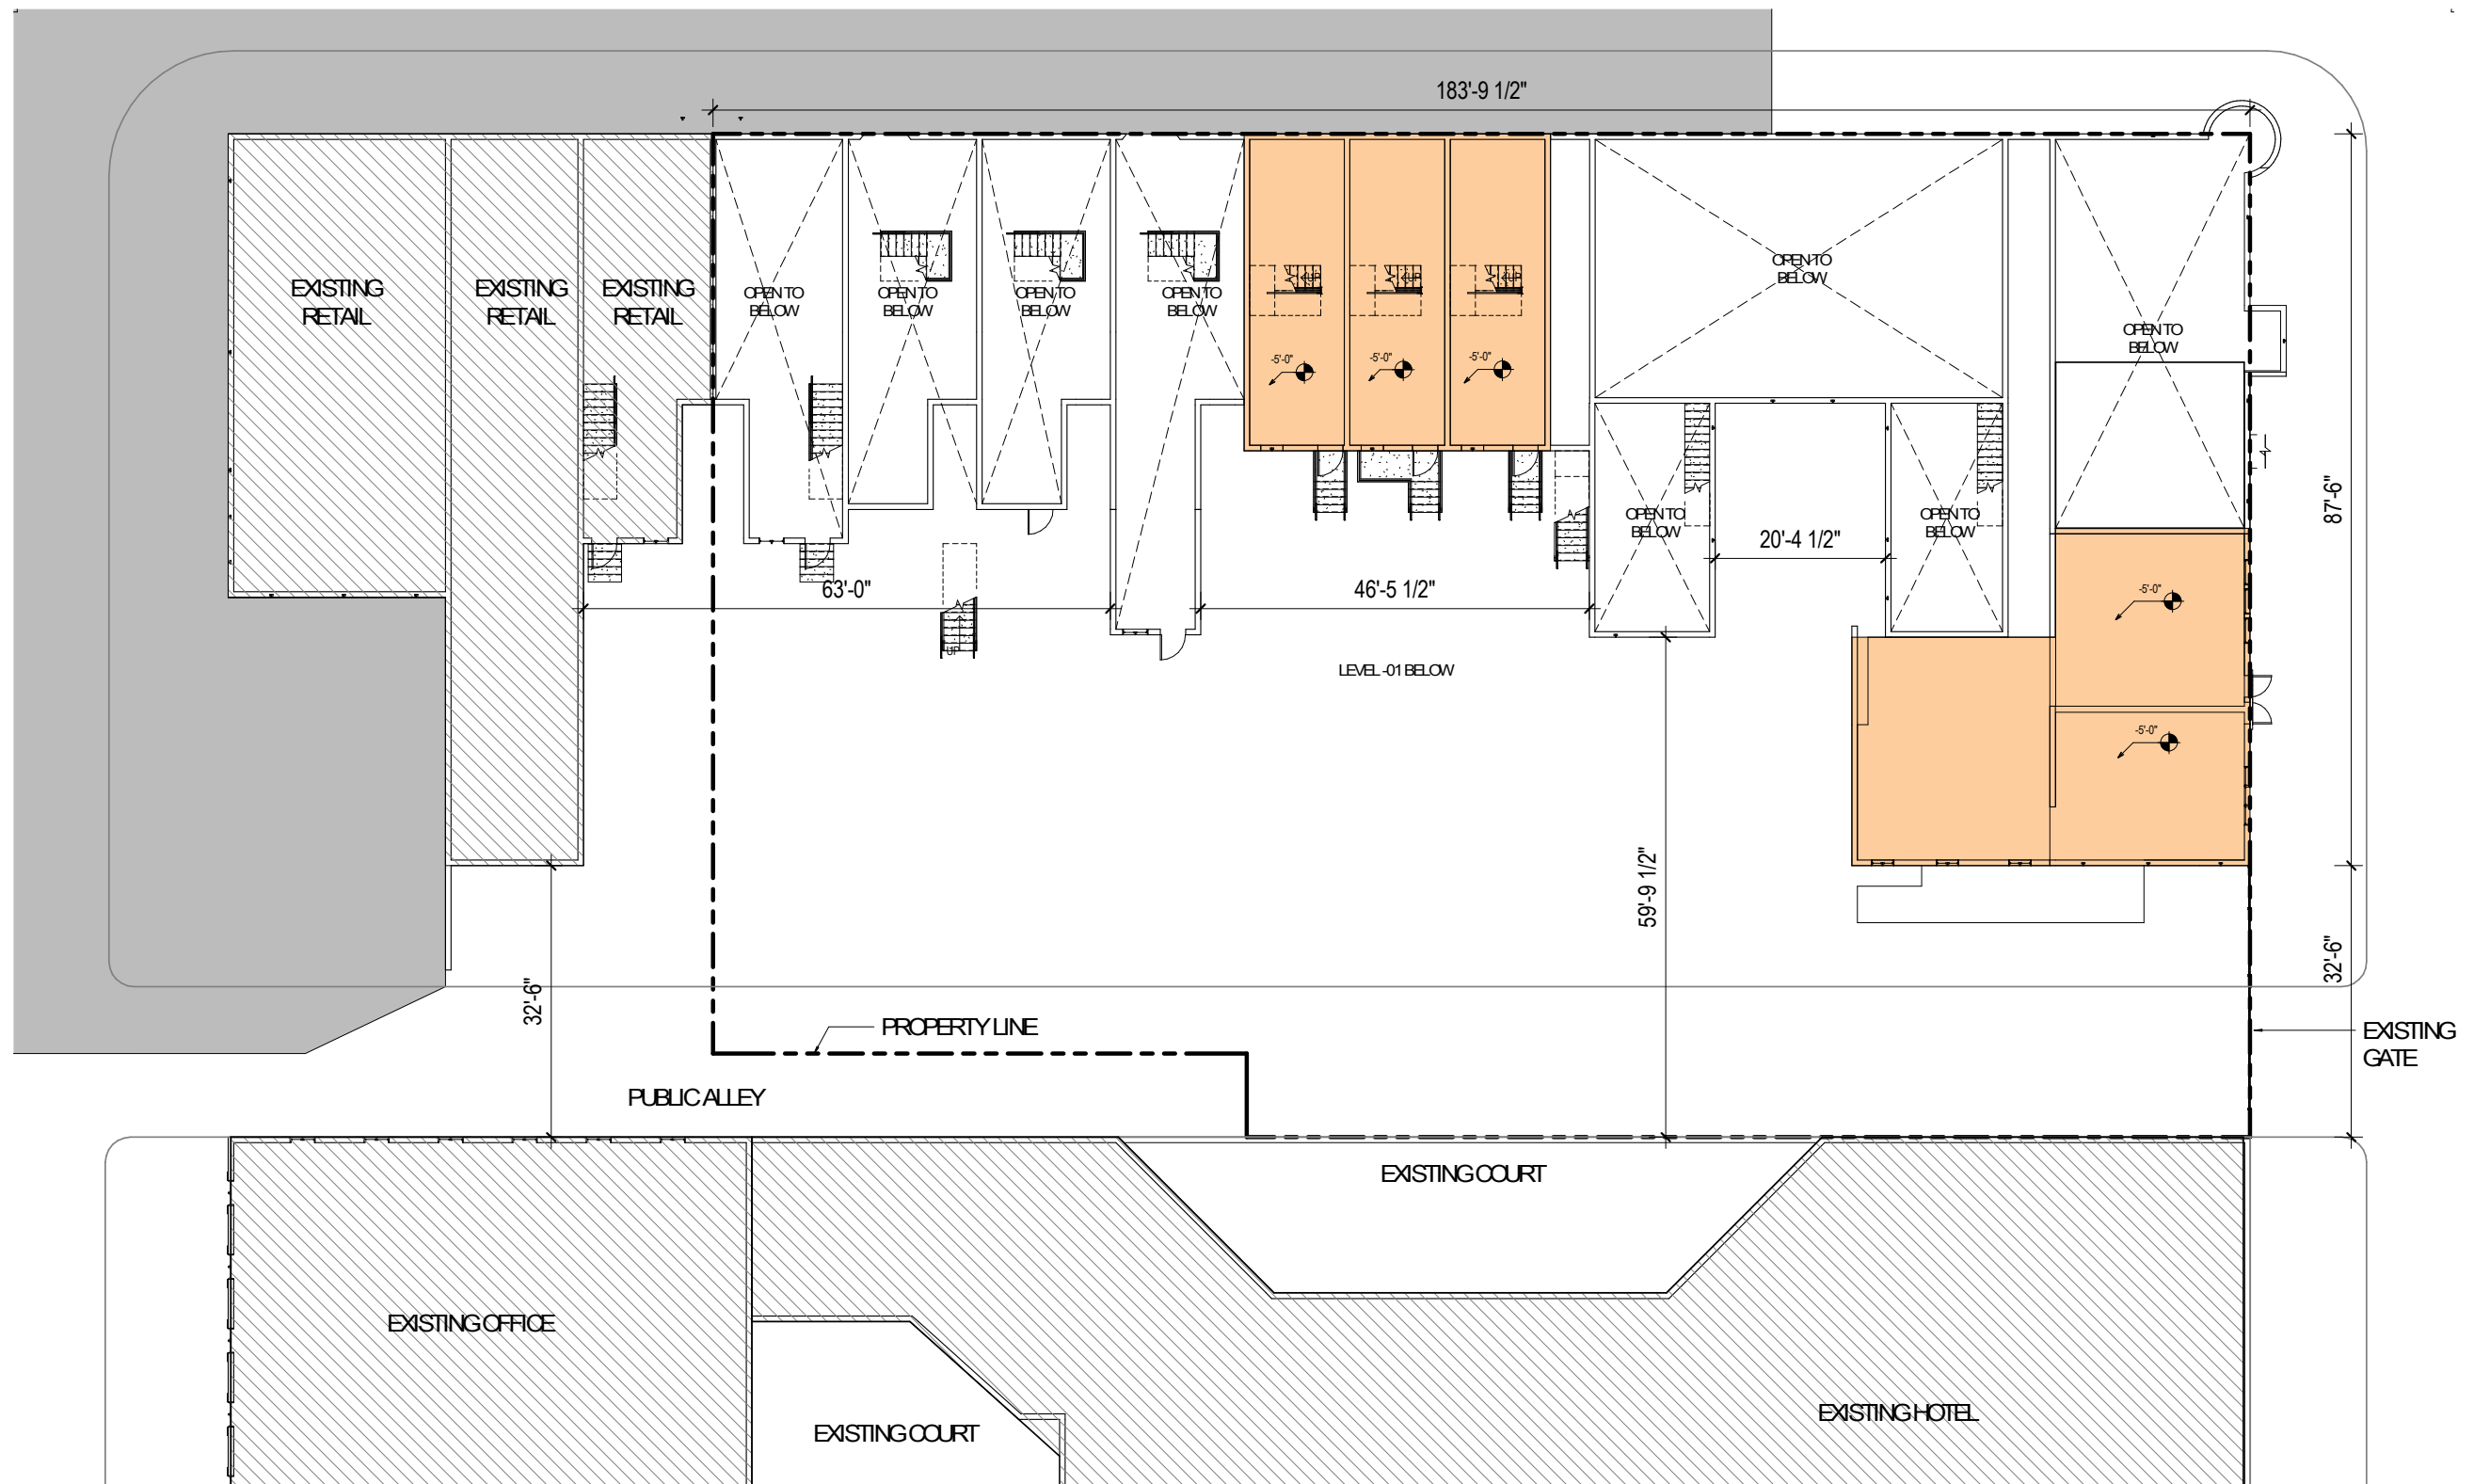 183'-9 1/2"
EXISTING
RETAIL
EXISTING
RETAIL
EXISTING
RETAIL
OPEN TO
BELOW
OPEN TO
BELOW
OPEN TO
BELOW
OPEN TO
BELOW
UP
UP
UP
-5'-0"
-5'-0"
-5'-0"
OPEN TO
BELOW
OPEN TO
BELOW
OPEN TO
BELOW
OPEN TO
BELOW
20'-4 1/2"
87'-6"
63'-0"
46'-5 1/2"
-5'-0"
UP
LEVEL -01 BELOW
-5'-0"
59'-9 1/2"
32'-6"
32'-6"
PROPERTY LINE
EXISTING
GATE
PUBLIC ALLEY
EXISTING COURT
EXISTING OFFICE
EXISTING COURT
EXISTING HOTEL